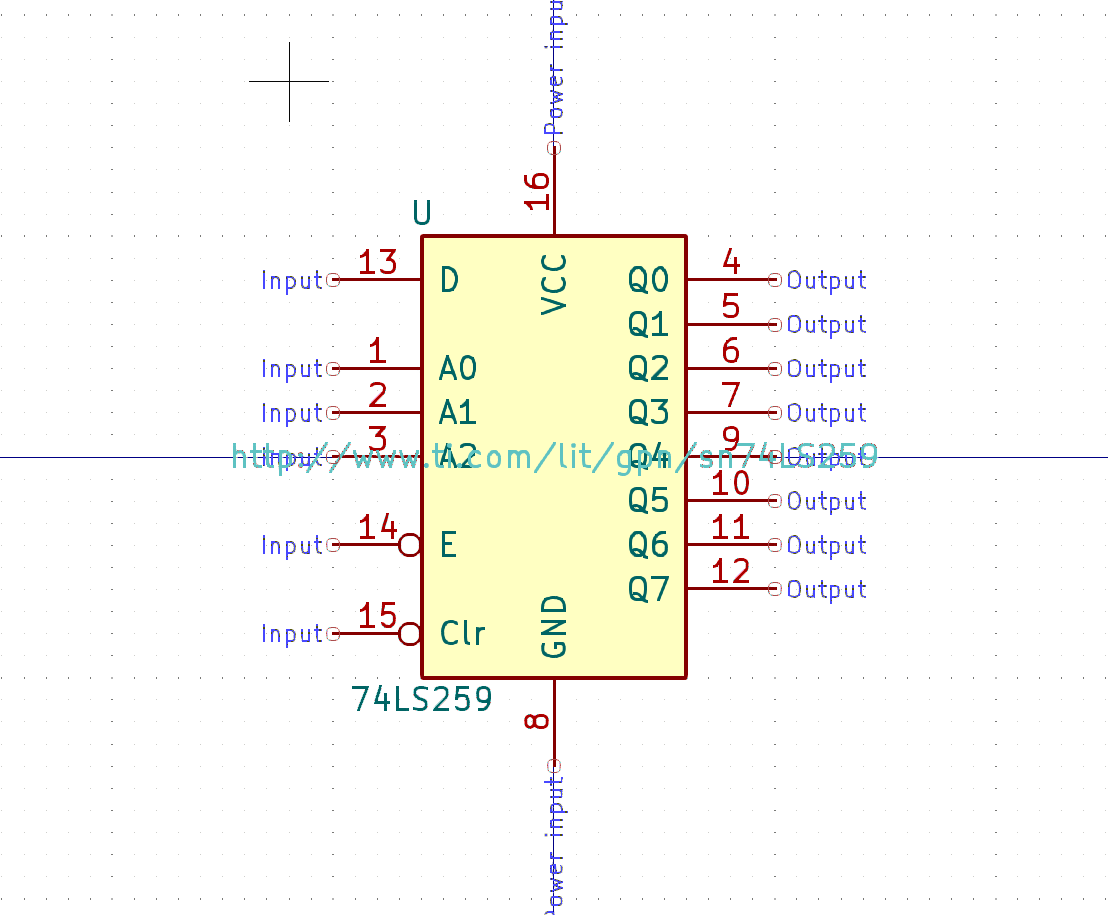 Power inpu
16
U
13
Input
D
VCC
Q0
4
Output
Q1
5
Output
1
Input
A0
Q2
6
Output
2
Input
A1
Q3
7
Output
3
Input
A2
Q4
9
Output
http://www.ti.com/lit/gpn/sn74LS259
Q5
10
Output
14
Input
E
Q6
11
Output
Q7
12
Output
15
Input
Clr
GND
74LS259
8
ower input